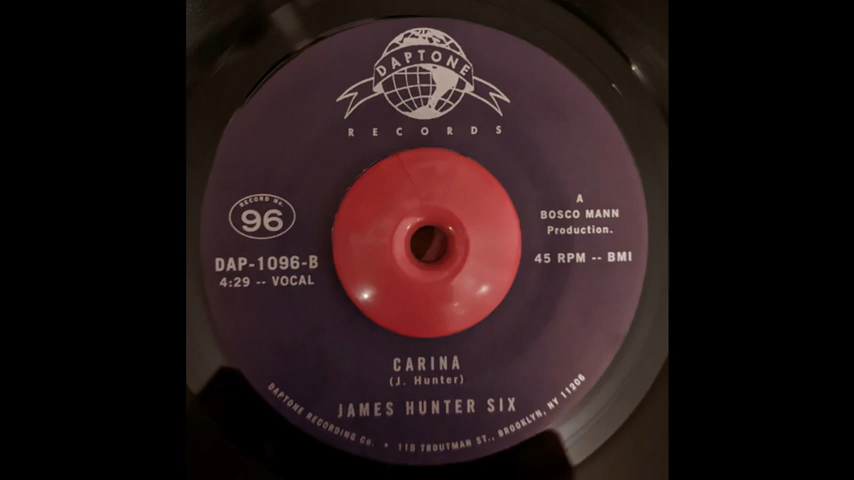 DAPTONE
RECORDS
RECORD No.
96
DAP-1096-B
4:29 -- VOCAL
A
BOSCO MANN
Production.
45 RPM -- BMI
CARINA
(J. Hunter)
JAMES HUNTER SIX
DAPTONE RECORDING Co. • 115 TROUTMAN ST., BROOKLYN, NY 11206